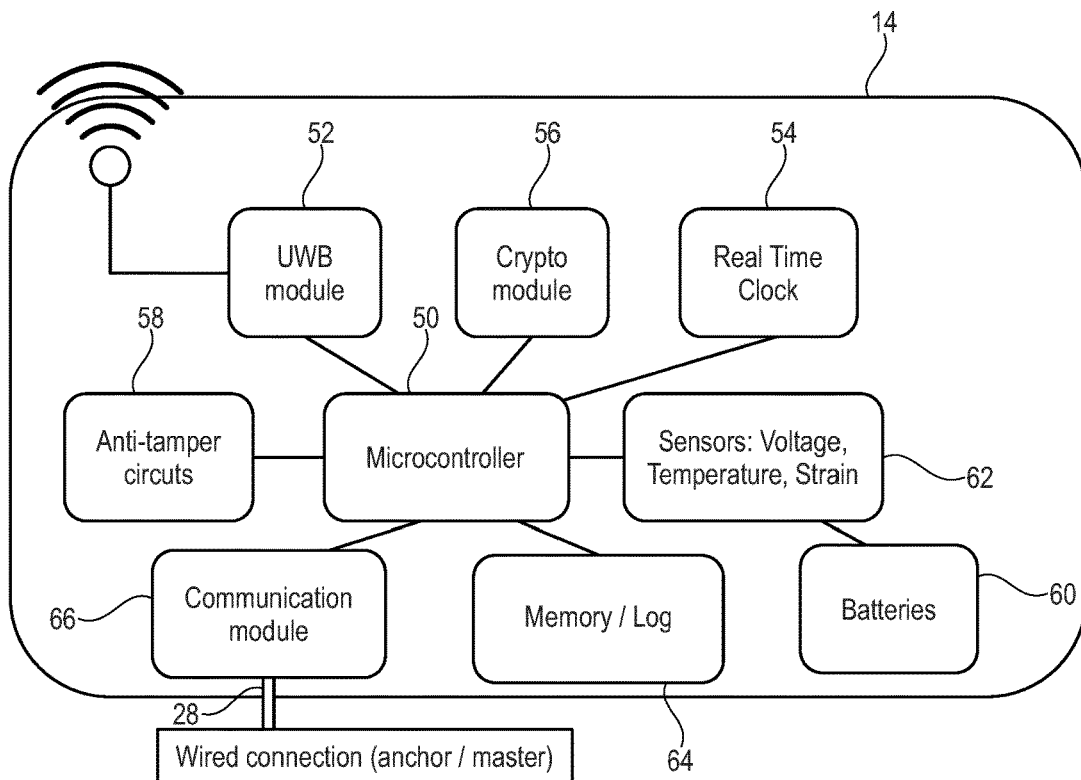 14
52
56
54
UWB
module
Crypto
module
Real Time
Clock
58
50
Anti-tamper
circuts
Microcontroller
Sensors: Voltage,
Temperature, Strain
62
66
Communication
module
Memory / Log
Batteries
60
28
64
Wired connection (anchor / master)